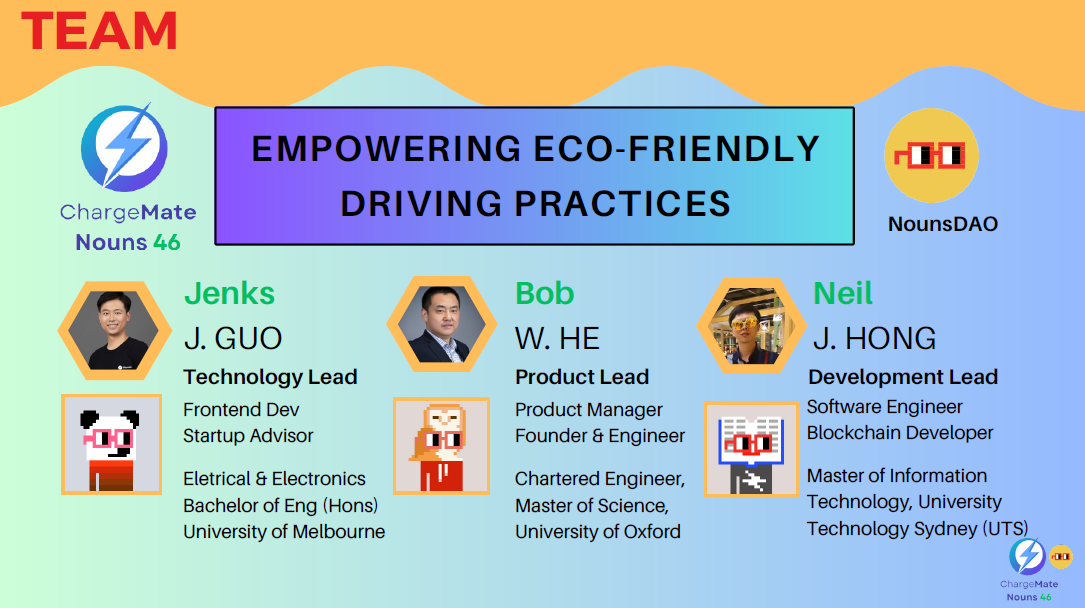 TEAM
EMPOWERING ECO-FRIENDLY
DRIVING PRACTICES
ChargeMate
Nouns 46
NounsDAO
Jenks
J. GUO
Technology Lead
Frontend Dev
Startup Advisor
Eletrical & Electronics
Bachelor of Eng (Hons)
University of Melbourne
Bob
W. HE
Product Lead
Product Manager
Founder & Engineer
Chartered Engineer,
Master of Science,
University of Oxford
Neil
J. HONG
Development Lead
Software Engineer
Blockchain Developer
Master of Information
Technology, University
Technology Sydney (UTS)
ChargeMate
Nouns 46